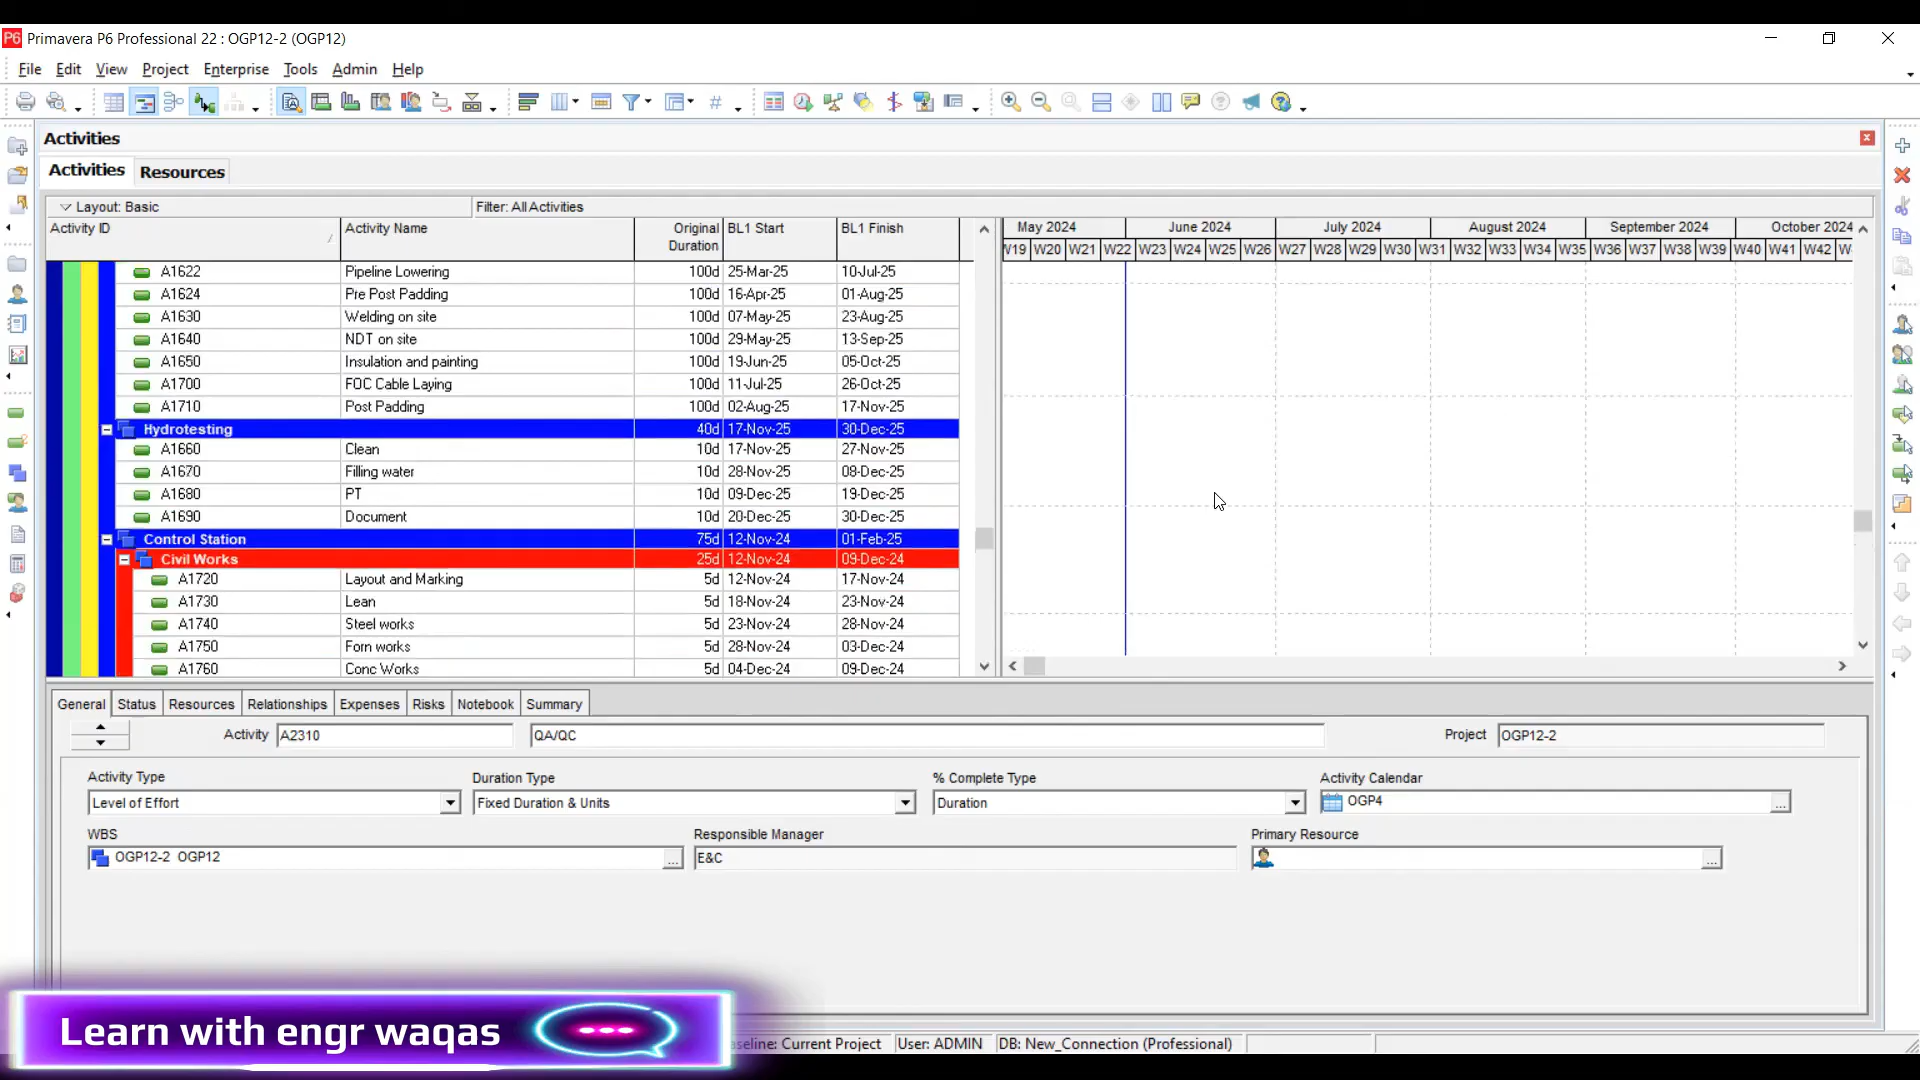 P6 Primavera P6 Professional 22 : OGP12-2 (OGP12)
File Edit View Project Enterprise Tools Admin Help
Activities
Activities Resources
Layout: Basic Filter: All Activities
Activity ID Activity Name Original Duration BL1 Start BL1 Finish
May 2024 June 2024 July 2024 August 2024 September 2024 October 2024
W19 W20 W21 W22 W23 W24 W25 W26 W27 W28 W29 W30 W31 W32 W33 W34 W35 W36 W37 W38 W39 W40 W41 W42
A1622 Pipeline Lowering 100d 25-Mar-25 10-Jul-25
A1624 Pre Post Padding 100d 16-Apr-25 01-Aug-25
A1630 Welding on site 100d 07-May-25 23-Aug-25
A1640 NDT on site 100d 29-May-25 13-Sep-25
A1650 Insulation and painting 100d 19-Jun-25 05-Oct-25
A1700 FOC Cable Laying 100d 11-Jul-25 26-Oct-25
A1710 Post Padding 100d 02-Aug-25 17-Nov-25
Hydrotesting 40d 17-Nov-25 30-Dec-25
A1660 Clean 10d 17-Nov-25 27-Nov-25
A1670 Filling water 10d 28-Nov-25 08-Dec-25
A1680 PT 10d 09-Dec-25 19-Dec-25
A1690 Document 10d 20-Dec-25 30-Dec-25
Control Station 75d 12-Nov-24 01-Feb-25
Civil Works 25d 12-Nov-24 09-Dec-24
A1720 Layout and Marking 5d 12-Nov-24 17-Nov-24
A1730 Lean 5d 18-Nov-24 23-Nov-24
A1740 Steel works 5d 23-Nov-24 28-Nov-24
A1750 Forn works 5d 28-Nov-24 03-Dec-24
A1760 Conc Works 5d 04-Dec-24 09-Dec-24
General Status Resources Relationships Expenses Risks Notebook Summary
Activity A2310 QA/QC Project OGP12-2
Activity Type Duration Type % Complete Type Activity Calendar
Level of Effort Fixed Duration & Units Duration OGP4
WBS Responsible Manager Primary Resource
OGP12-2 OGP12 E&C
Learn with engr waqas
Current Project User: ADMIN DB: New_Connection (Professional)